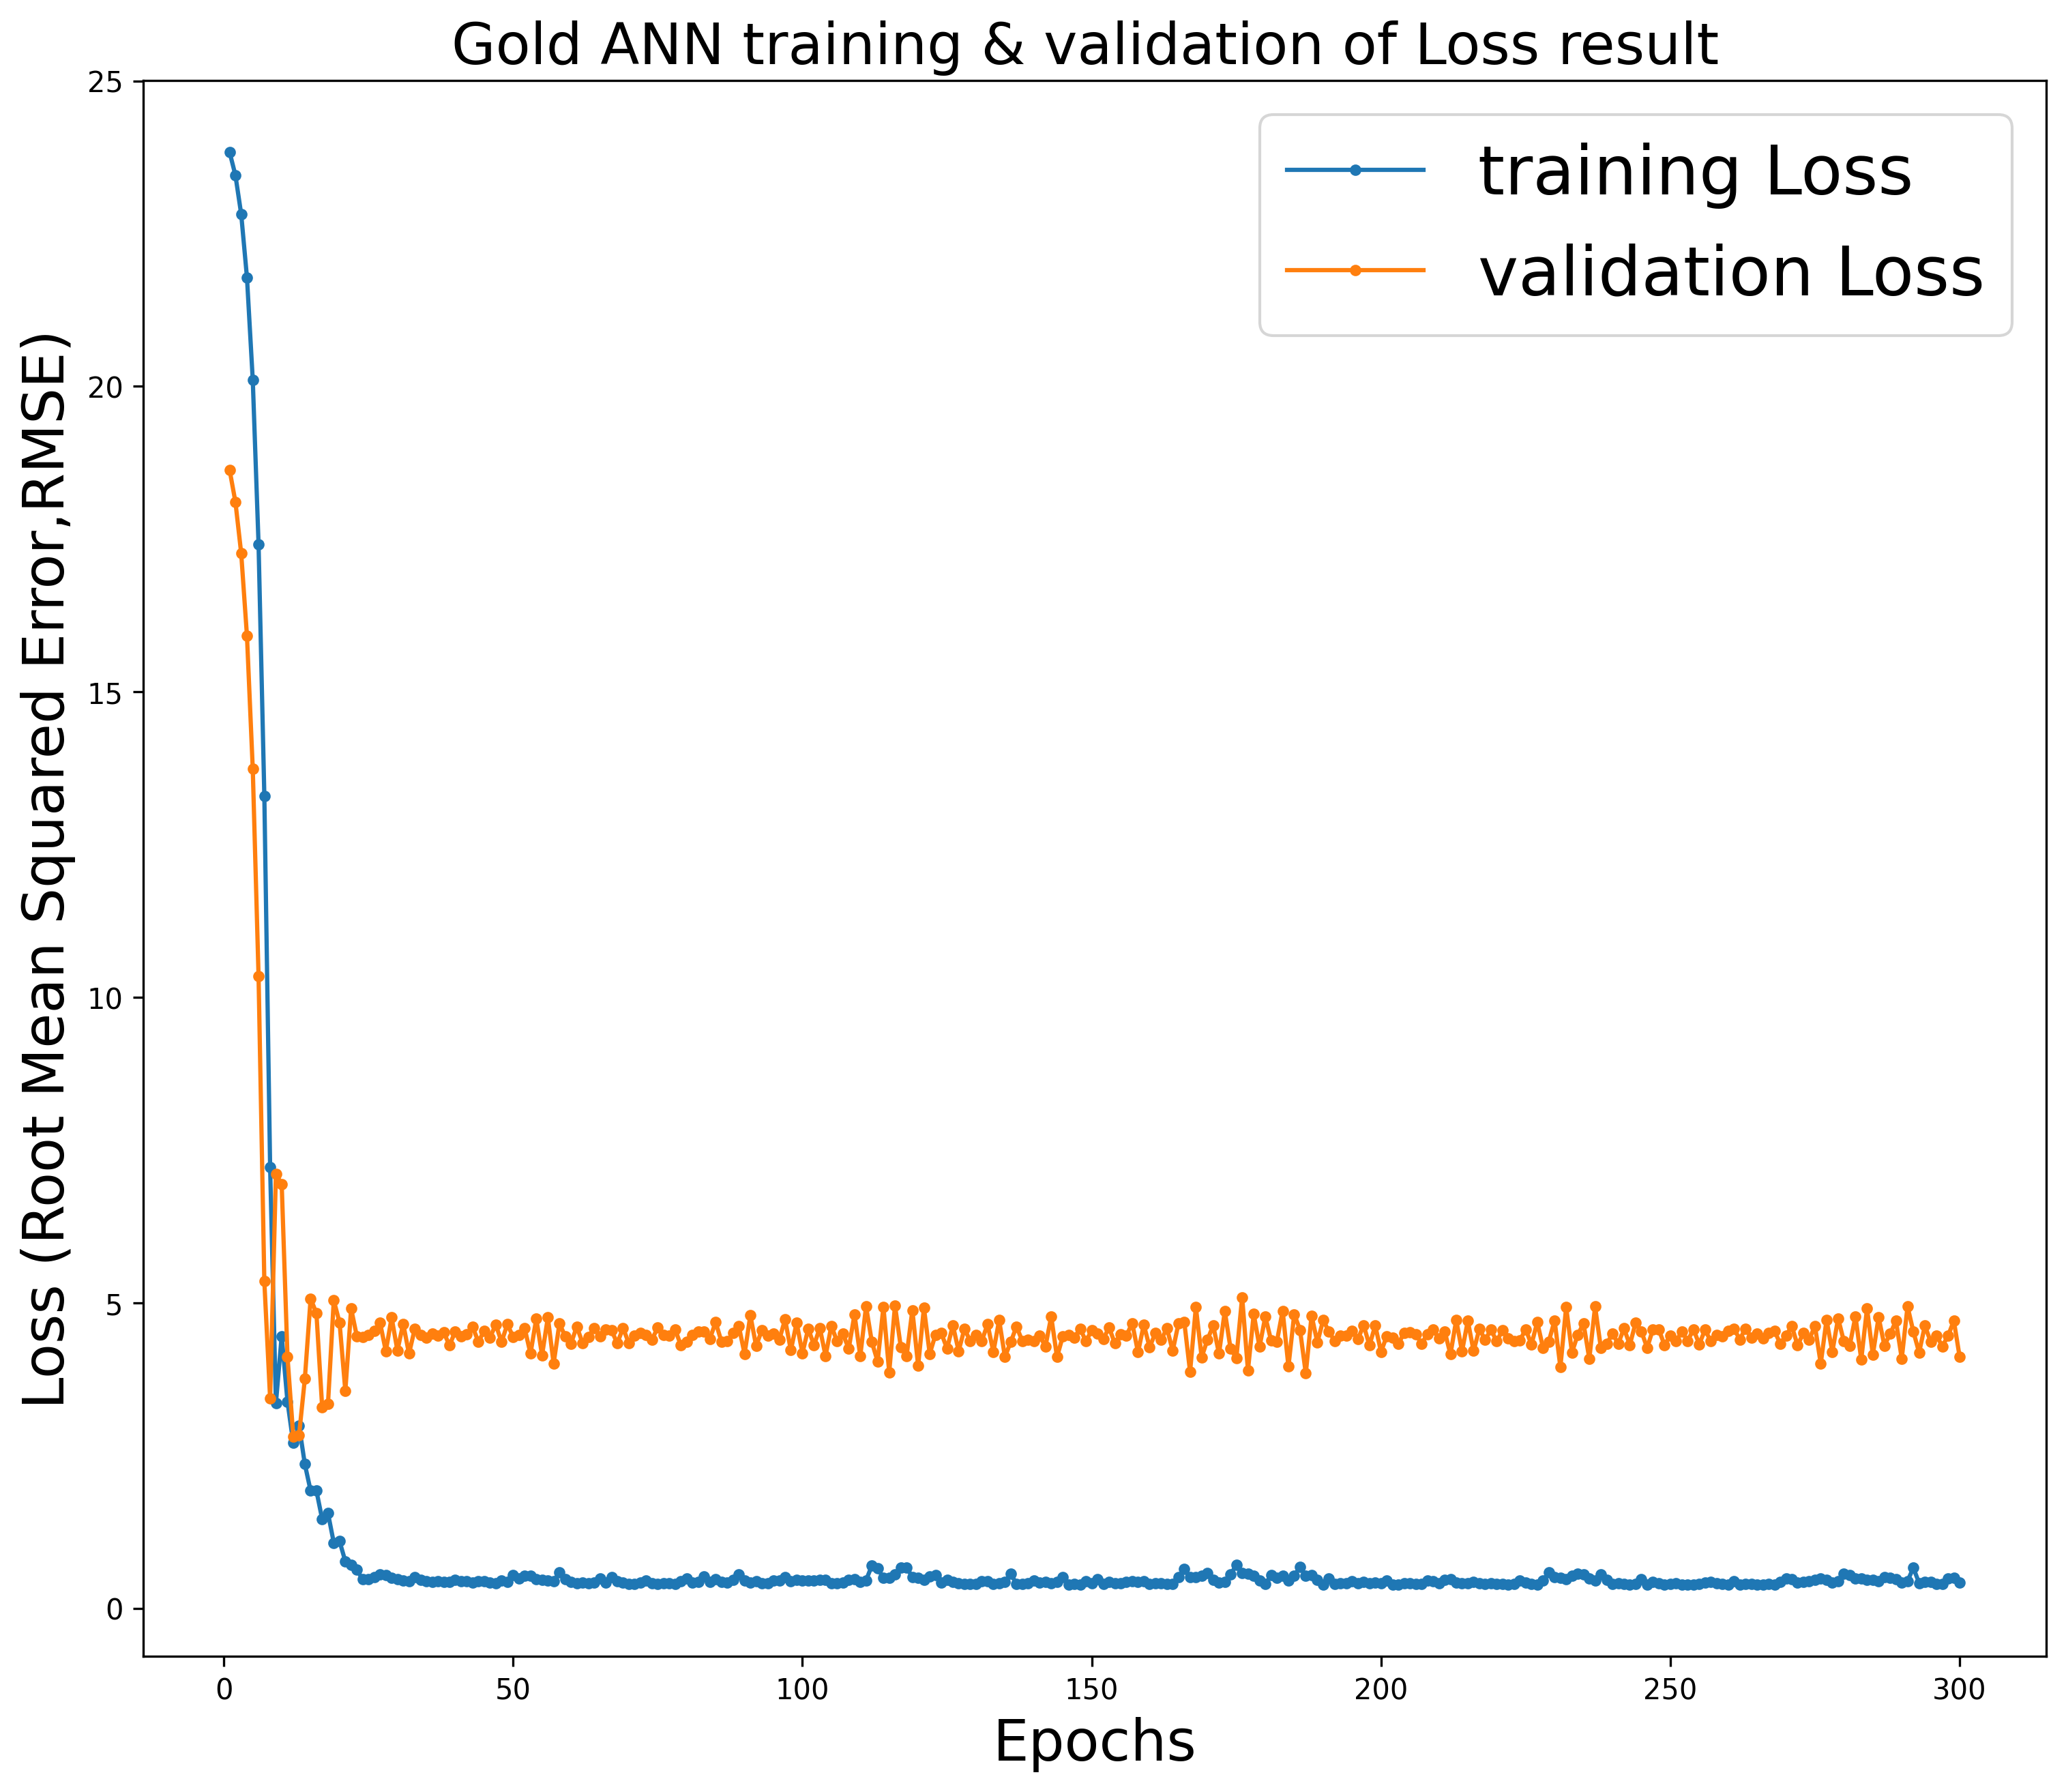 Gold ANN training & validation of Loss result
training Loss
validation Loss
Loss (Root Mean Squared Error,RMSE)
25
20
15
10
5
0
0 50 100 150 200 250 300
Epochs